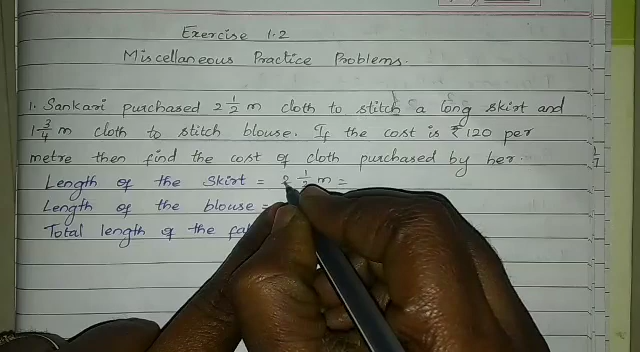 Exercise 1.2
Miscellaneous Practice Problems.
1. Sankari purchased 2 1/2 m cloth to stitch a long skirt and
1 3/4 m cloth to stitch blouse. If the cost is ₹ 120 per
metre then find the cost of cloth purchased by her.
Length of the skirt = 2 1/2 m =
Length of the blouse =
Total length of the